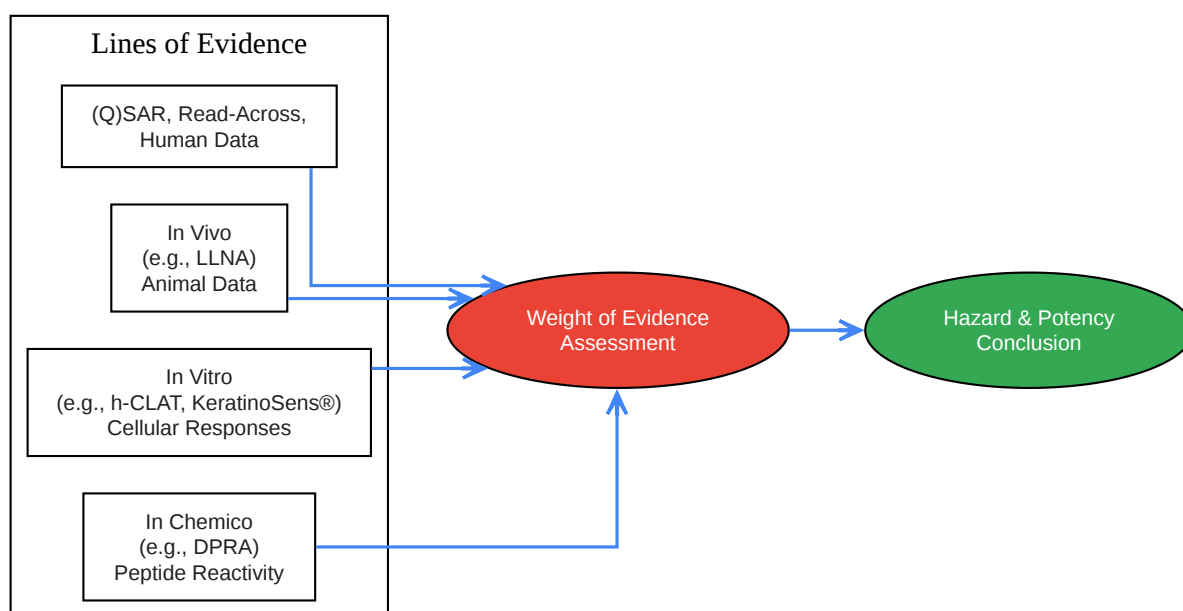 Lines of Evidence
(Q)SAR, Read-Across,
Human Data
In Vivo
(e.g., LLNA)
Animal Data
In Vitro
(e.g., h-CLAT, KeratinoSens®)
Cellular Responses
In Chemico
(e.g., DPRA)
Peptide Reactivity
Weight of Evidence
Assessment
Hazard & Potency
Conclusion